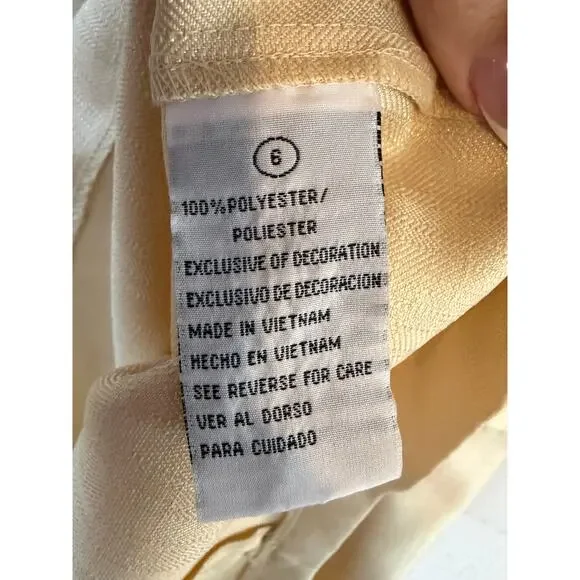 6
100%POLYESTER/
POLIESTER
EXCLUSIVE OF DECORATION
EXCLUSIVO DE DECORACION
MADE IN VIETNAM
HECHO EN VIETNAM
SEE REVERSE FOR CARE
VER AL DORSO
PARA CUIDADO